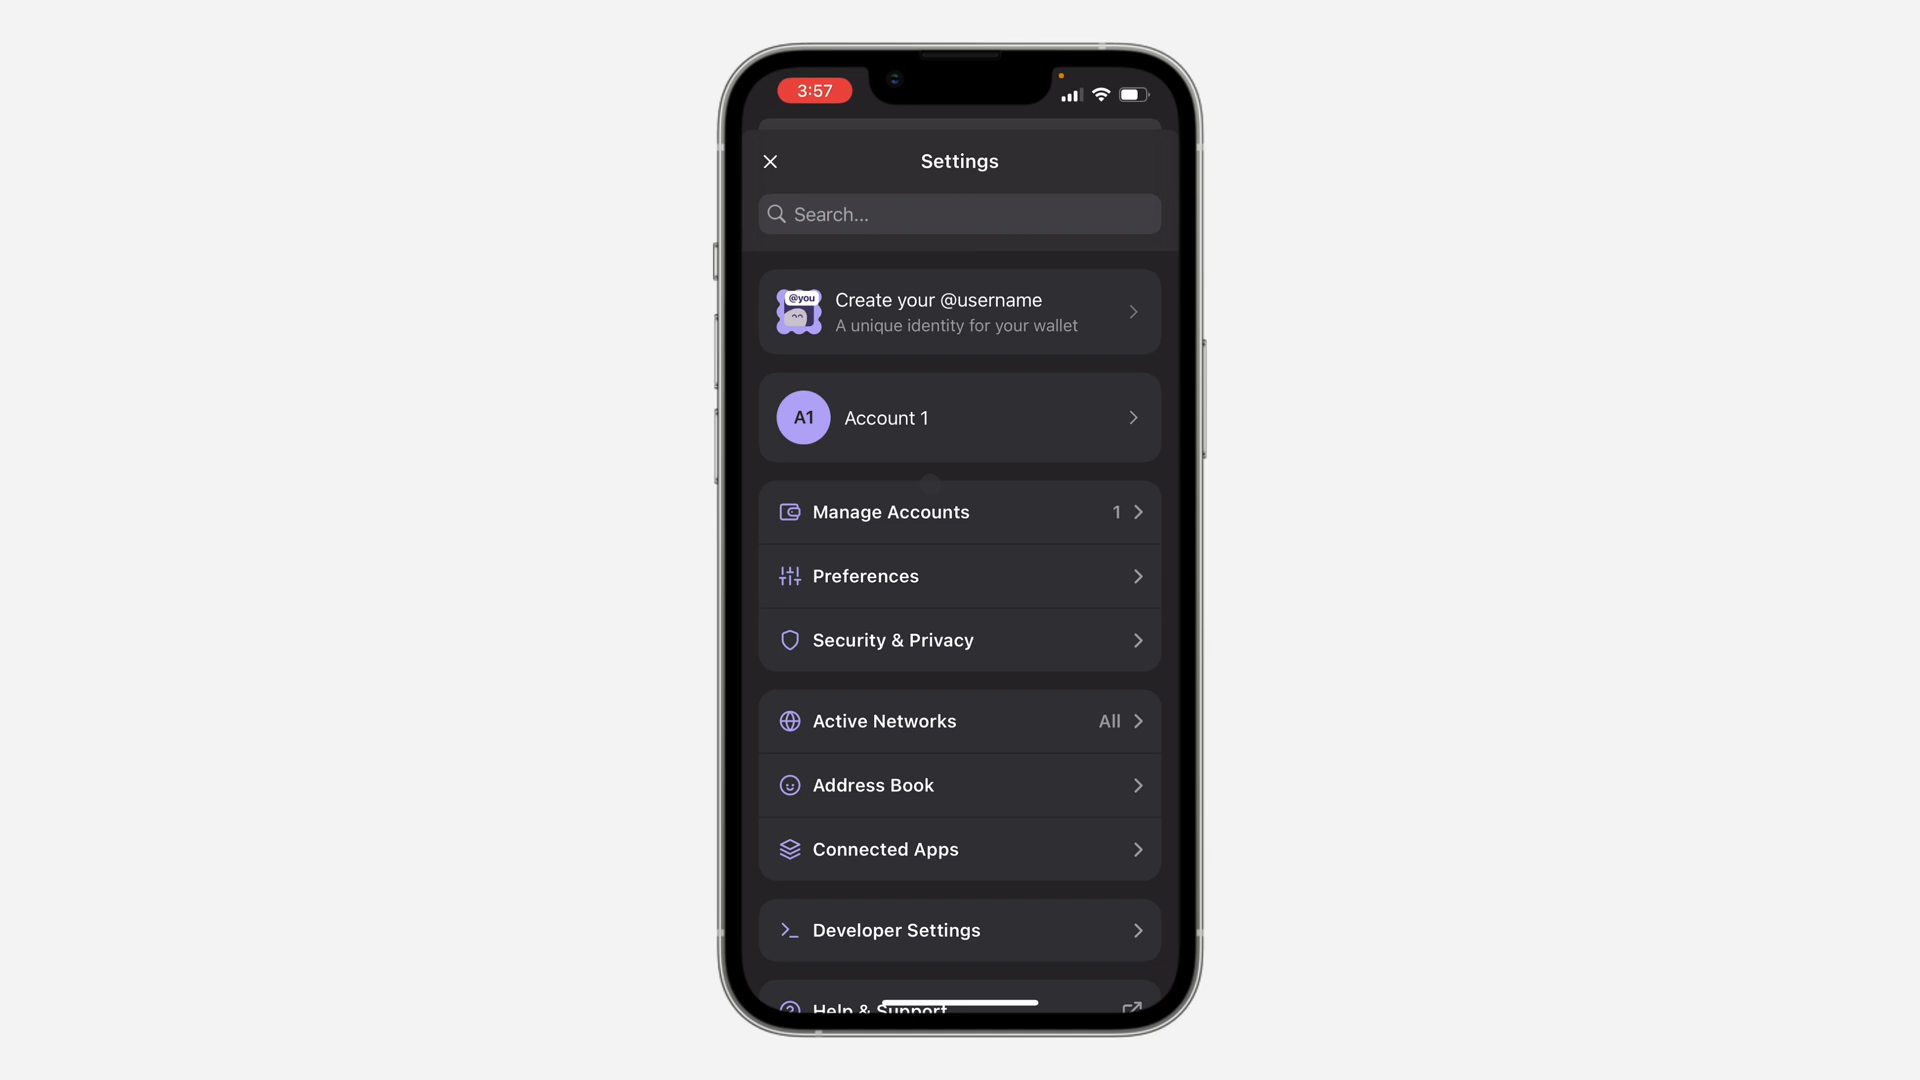 3:57
Settings
Search...
@you
Create your @username
A unique identity for your wallet
A1
Account 1
Manage Accounts 1
Preferences
Security & Privacy
Active Networks All
Address Book
Connected Apps
Developer Settings
Help & Support